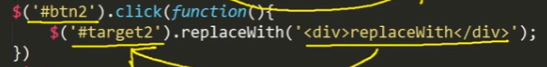 $('#btn2').click(function(){
$('#target2').replaceWith('<div>replaceWith</div>');
})